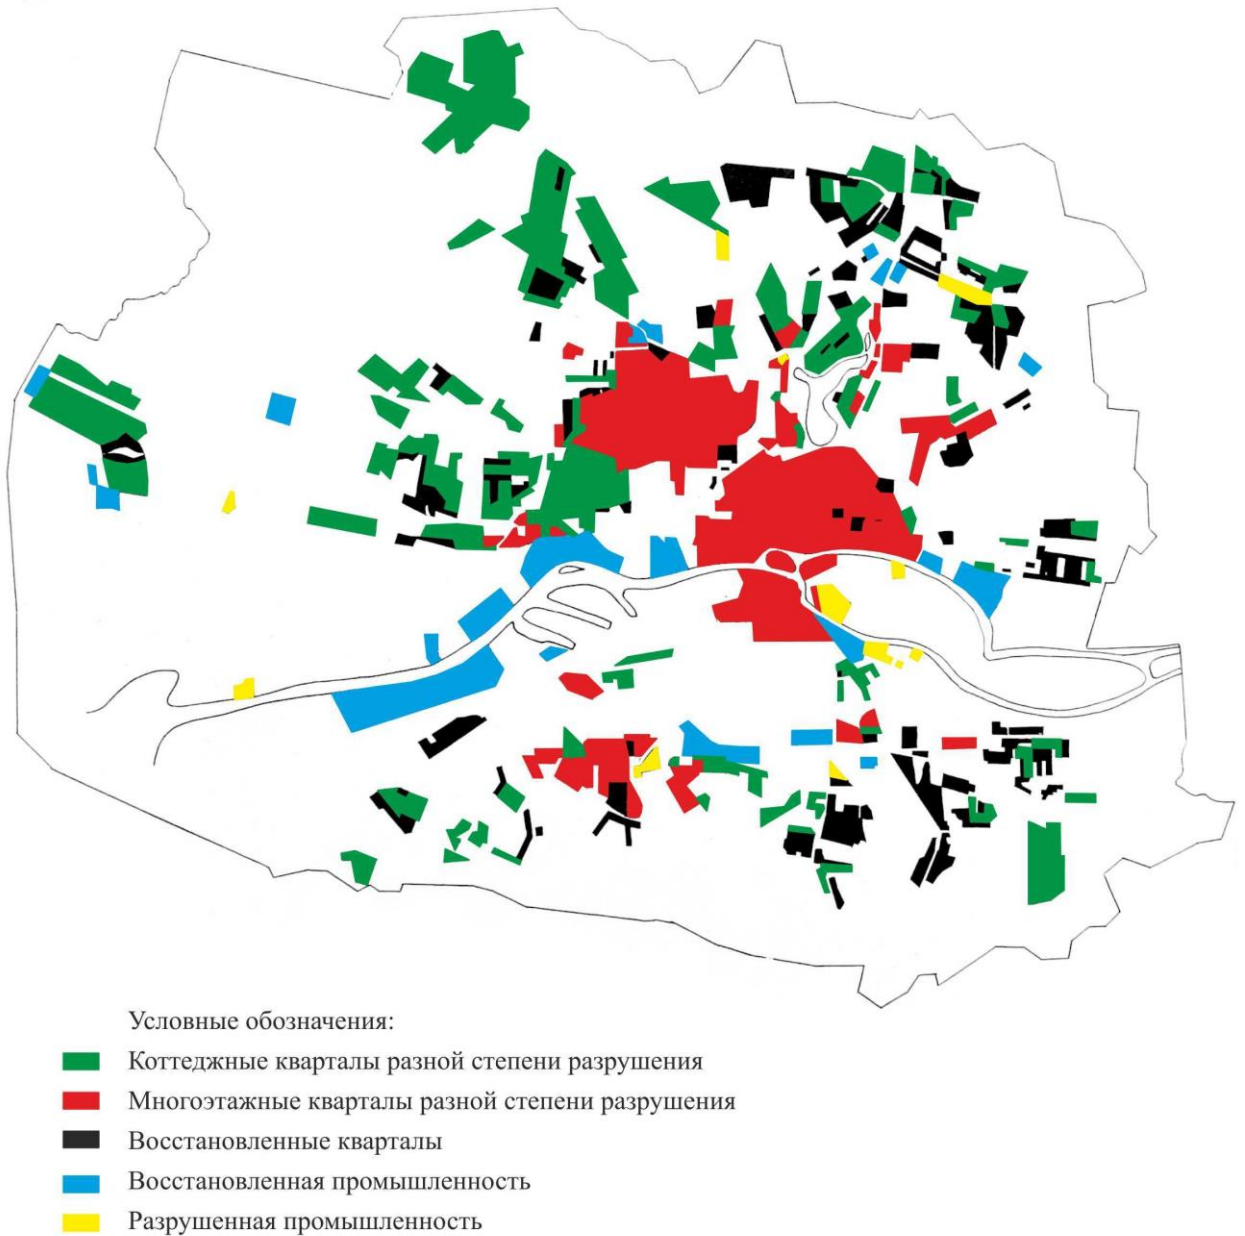 Условные обозначения:
Коттеджные кварталы разной степени разрушения
Многоэтажные кварталы разной степени разрушения
Восстановленные кварталы
Восстановленная промышленность
Разрушенная промышленность